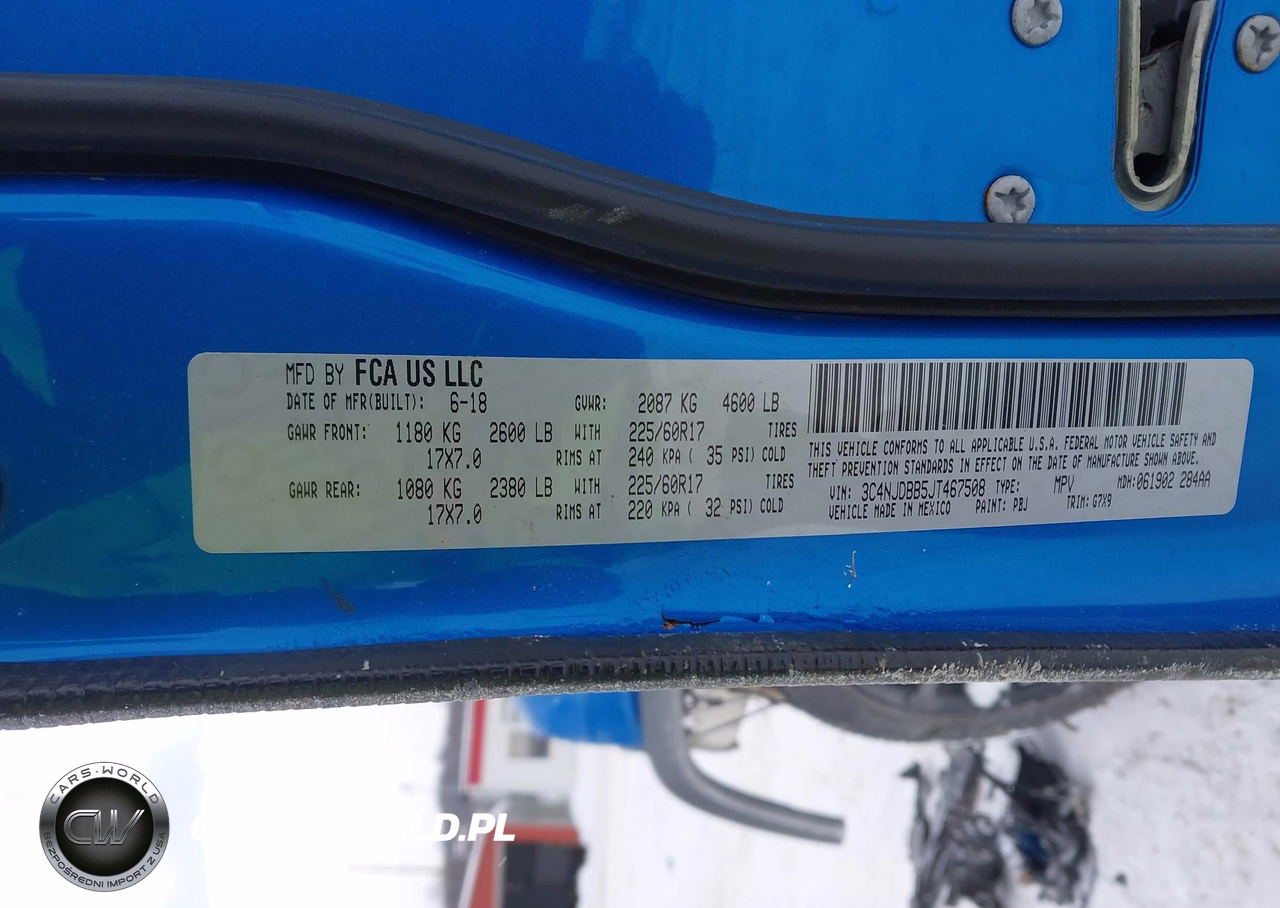 MFD BY FCA US LLC
DATE OF MFR(BUILT): 6-18 GVWR: 2087 KG 4600 LB
GAWR FRONT: 1180 KG 2600 LB WITH 225/60R17 TIRES
17X7.0 RIMS AT 240 KPA ( 35 PSI) COLD
GAWR REAR: 1080 KG 2380 LB WITH 225/60R17 TIRES
17X7.0 RIMS AT 220 KPA ( 32 PSI) COLD
THIS VEHICLE CONFORMS TO ALL APPLICABLE U.S.A. FEDERAL MOTOR VEHICLE SAFETY AND
THEFT PREVENTION STANDARDS IN EFFECT ON THE DATE OF MANUFACTURE SHOWN ABOVE.
VIN: 3C4NJDBB5JT467508 TYPE: MPV MDH: 061902 284AA
VEHICLE MADE IN MEXICO PAINT: PBJ TRIM: G7X9
CARS-WORLD
CW
BEZPOŚREDNI IMPORT Z USA
LD.PL